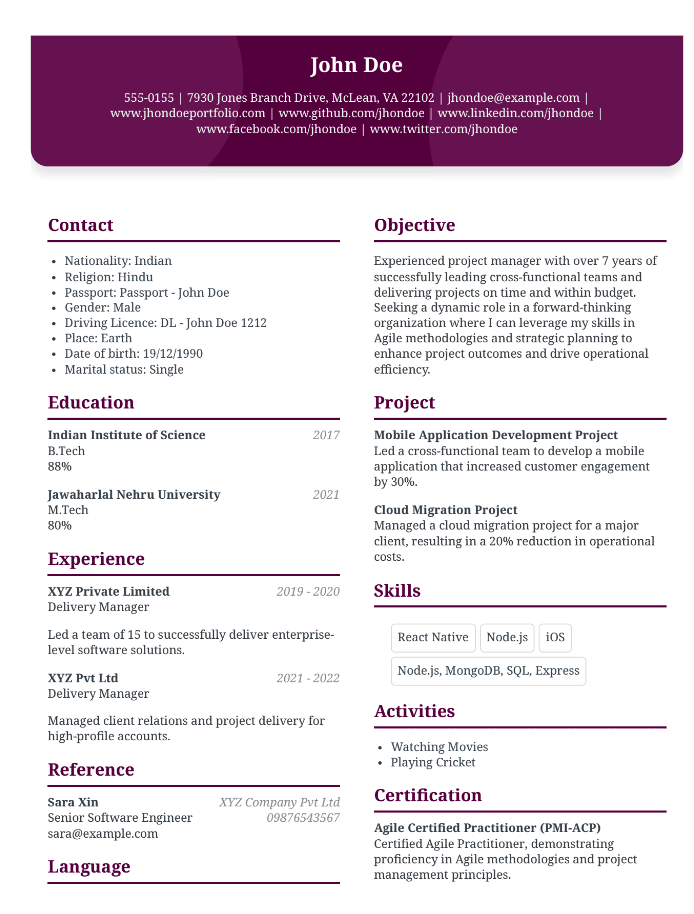 John Doe
555-0155 | 7930 Jones Branch Drive, McLean, VA 22102 | jhondoe@example.com |
www.jhondoeportfolio.com | www.github.com/jhondoe | www.linkedin.com/jhondoe |
www.facebook.com/jhondoe | www.twitter.com/jhondoe
Contact
• Nationality: Indian
• Religion: Hindu
• Passport: Passport - John Doe
• Gender: Male
• Driving Licence: DL - John Doe 1212
• Place: Earth
• Date of birth: 19/12/1990
• Marital status: Single
Education
Indian Institute of Science 2017
B.Tech
88%
Jawaharlal Nehru University 2021
M.Tech
80%
Experience
XYZ Private Limited 2019 - 2020
Delivery Manager
Led a team of 15 to successfully deliver enterprise-
level software solutions.
XYZ Pvt Ltd 2021 - 2022
Delivery Manager
Managed client relations and project delivery for
high-profile accounts.
Reference
Sara Xin XYZ Company Pvt Ltd
Senior Software Engineer 09876543567
sara@example.com
Language
Objective
Experienced project manager with over 7 years of
successfully leading cross-functional teams and
delivering projects on time and within budget.
Seeking a dynamic role in a forward-thinking
organization where I can leverage my skills in
Agile methodologies and strategic planning to
enhance project outcomes and drive operational
efficiency.
Project
Mobile Application Development Project
Led a cross-functional team to develop a mobile
application that increased customer engagement
by 30%.
Cloud Migration Project
Managed a cloud migration project for a major
client, resulting in a 20% reduction in operational
costs.
Skills
React Native Node.js iOS
Node.js, MongoDB, SQL, Express
Activities
• Watching Movies
• Playing Cricket
Certification
Agile Certified Practitioner (PMI-ACP)
Certified Agile Practitioner, demonstrating
proficiency in Agile methodologies and project
management principles.